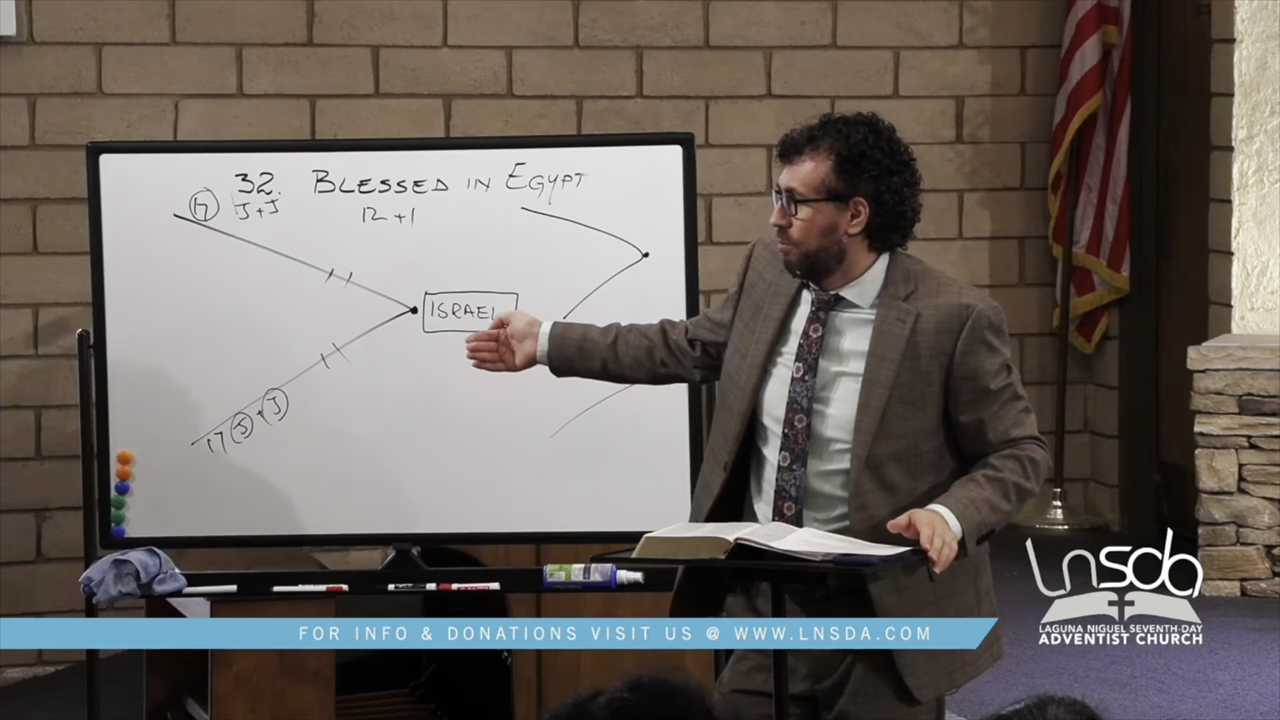 32. BLESSED IN EGYPT
17 J+J 12+1
ISRAEL
17 J+J
LNSDA
LAGUNA NIGUEL SEVENTH-DAY
ADVENTIST CHURCH
FOR INFO & DONATIONS VISIT US @ WWW.LNSDA.COM